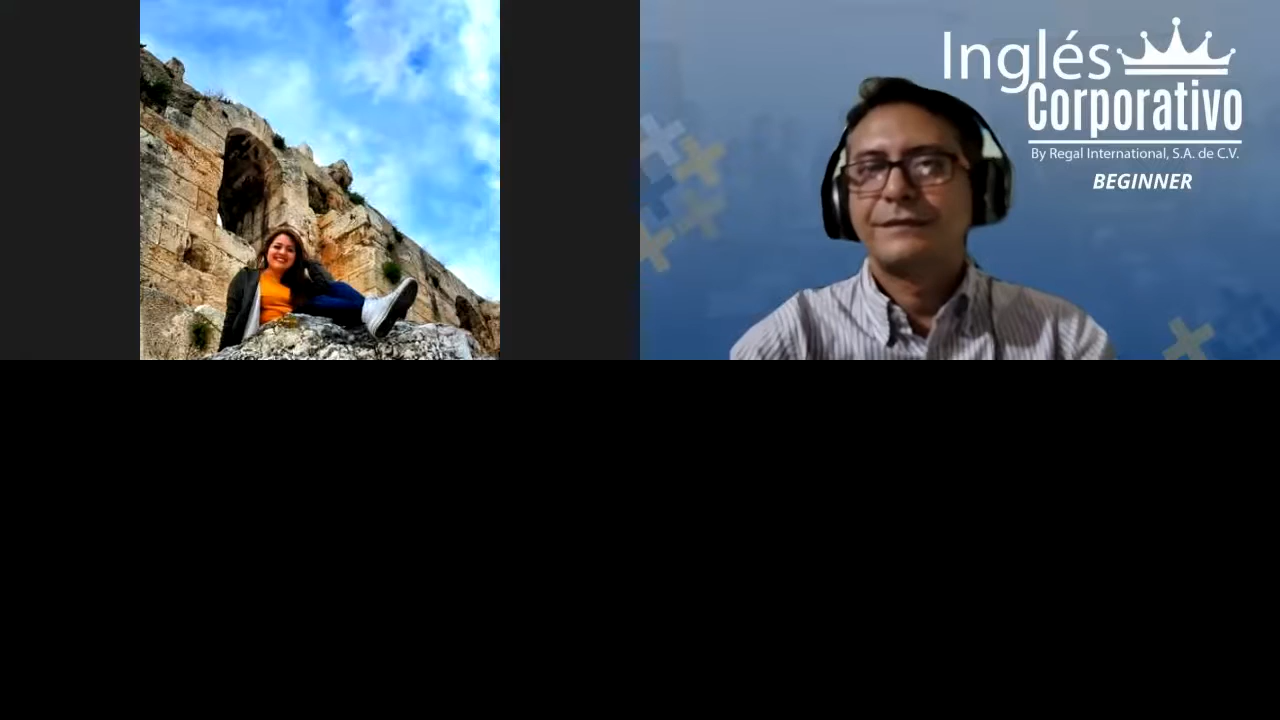 Inglés
Corporativo
By Regal International, S.A. de C.V.
BEGINNER